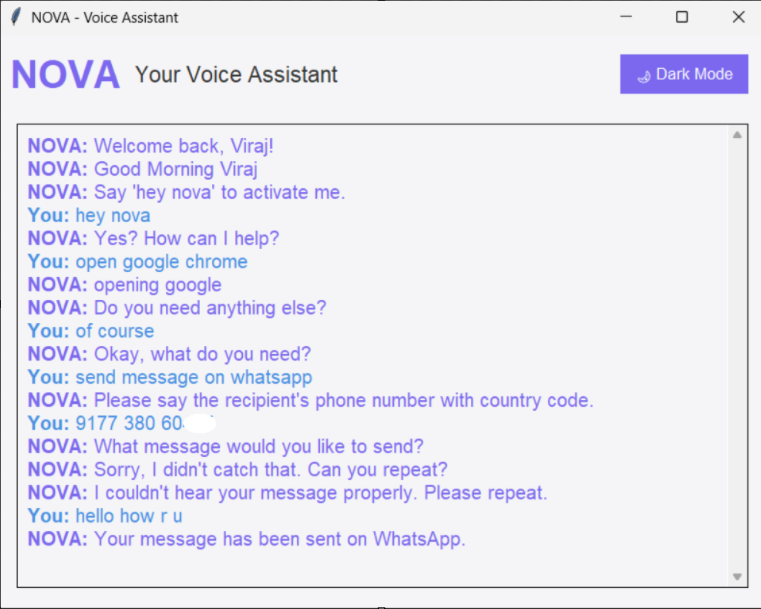 NOVA - Voice Assistant
NOVA Your Voice Assistant
🌙 Dark Mode
NOVA: Welcome back, Viraj!
NOVA: Good Morning Viraj
NOVA: Say 'hey nova' to activate me.
You: hey nova
NOVA: Yes? How can I help?
You: open google chrome
NOVA: opening google
NOVA: Do you need anything else?
You: of course
NOVA: Okay, what do you need?
You: send message on whatsapp
NOVA: Please say the recipient's phone number with country code.
You: 9177 380 60
NOVA: What message would you like to send?
NOVA: Sorry, I didn't catch that. Can you repeat?
NOVA: I couldn't hear your message properly. Please repeat.
You: hello how r u
NOVA: Your message has been sent on WhatsApp.